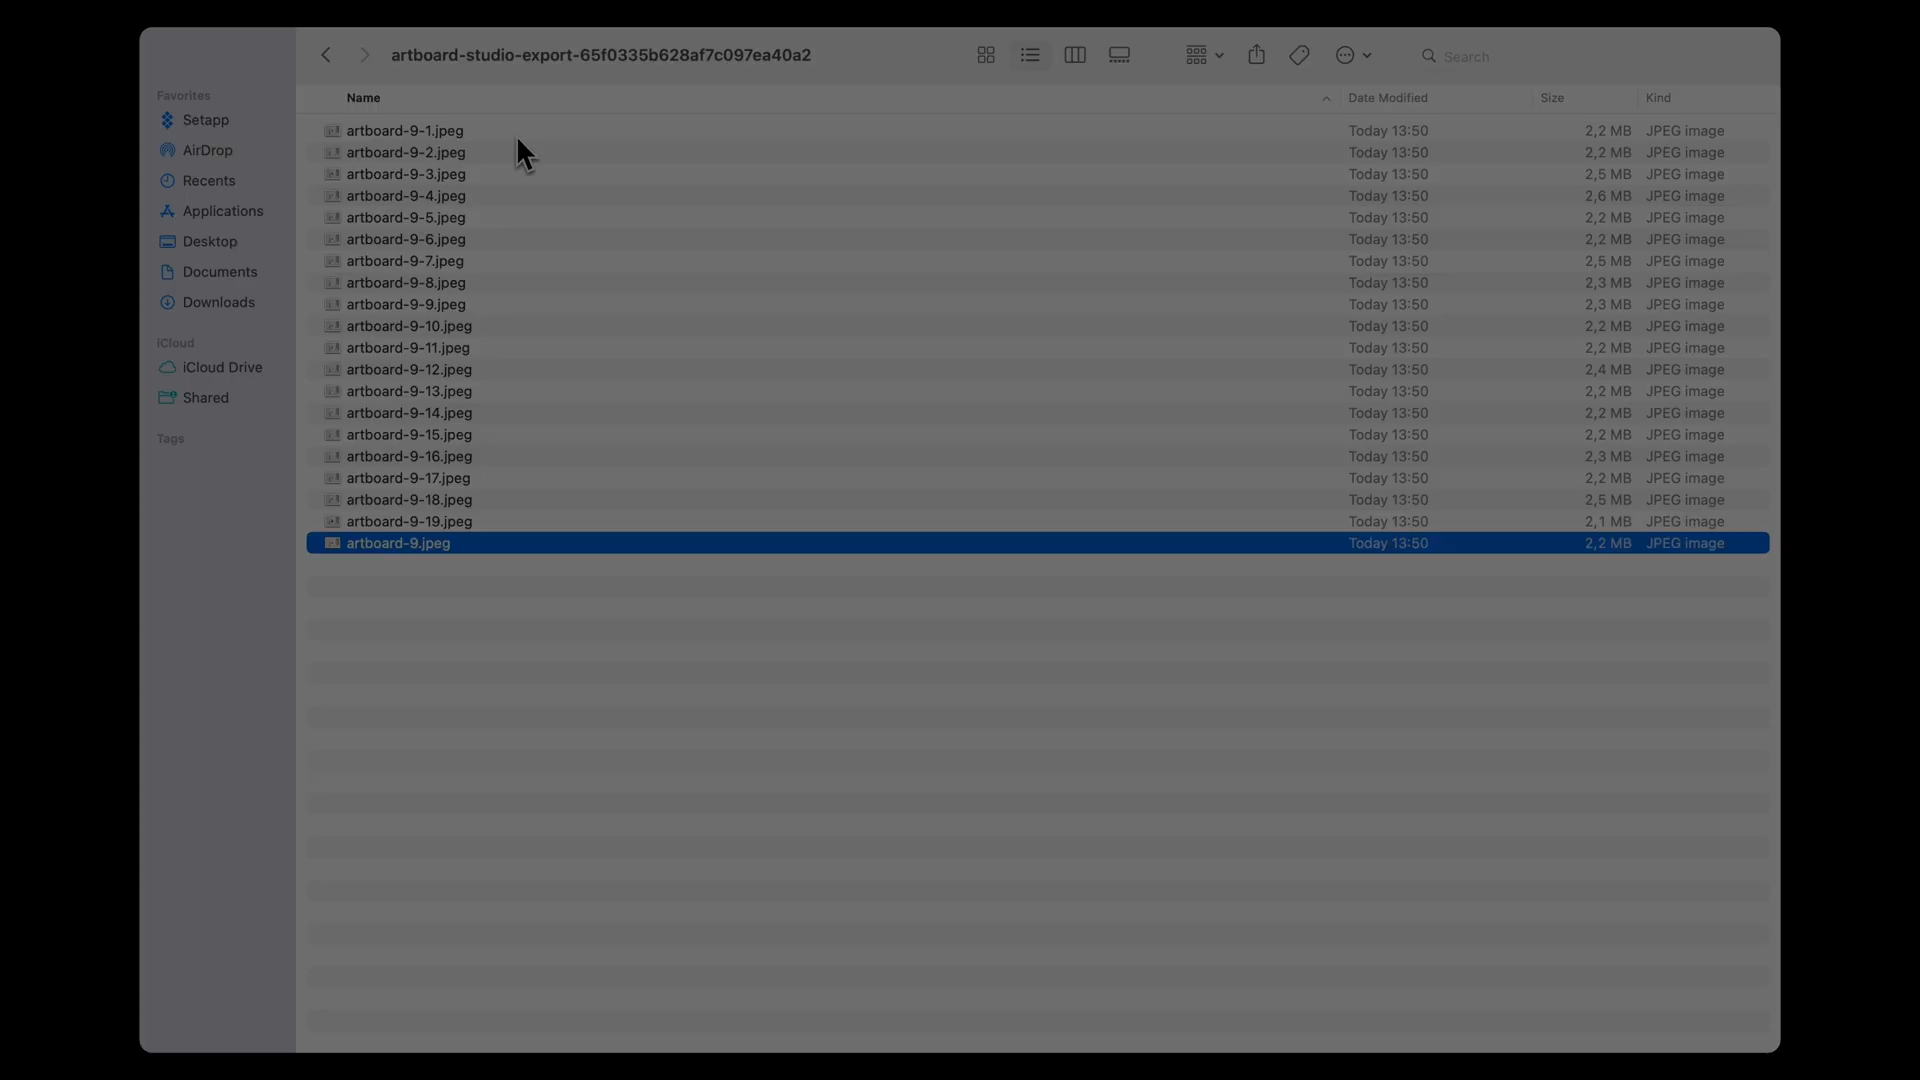 artboard-studio-export-65f0335b628af7c097ea40a2
Search
Favorites
Setapp
AirDrop
Recents
Applications
Desktop
Documents
Downloads
iCloud
iCloud Drive
Shared
Tags
Name Date Modified Size Kind
artboard-9-1.jpeg Today 13:50 2,2 MB JPEG image
artboard-9-2.jpeg Today 13:50 2,2 MB JPEG image
artboard-9-3.jpeg Today 13:50 2,5 MB JPEG image
artboard-9-4.jpeg Today 13:50 2,6 MB JPEG image
artboard-9-5.jpeg Today 13:50 2,2 MB JPEG image
artboard-9-6.jpeg Today 13:50 2,2 MB JPEG image
artboard-9-7.jpeg Today 13:50 2,5 MB JPEG image
artboard-9-8.jpeg Today 13:50 2,3 MB JPEG image
artboard-9-9.jpeg Today 13:50 2,3 MB JPEG image
artboard-9-10.jpeg Today 13:50 2,2 MB JPEG image
artboard-9-11.jpeg Today 13:50 2,2 MB JPEG image
artboard-9-12.jpeg Today 13:50 2,4 MB JPEG image
artboard-9-13.jpeg Today 13:50 2,2 MB JPEG image
artboard-9-14.jpeg Today 13:50 2,2 MB JPEG image
artboard-9-15.jpeg Today 13:50 2,2 MB JPEG image
artboard-9-16.jpeg Today 13:50 2,3 MB JPEG image
artboard-9-17.jpeg Today 13:50 2,2 MB JPEG image
artboard-9-18.jpeg Today 13:50 2,5 MB JPEG image
artboard-9-19.jpeg Today 13:50 2,1 MB JPEG image
artboard-9.jpeg Today 13:50 2,2 MB JPEG image